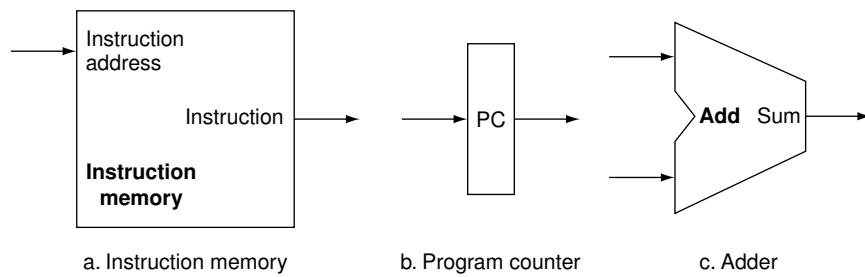 Instruction
address
Instruction
Instruction
memory
a. Instruction memory
PC
b. Program counter
Add Sum
c. Adder